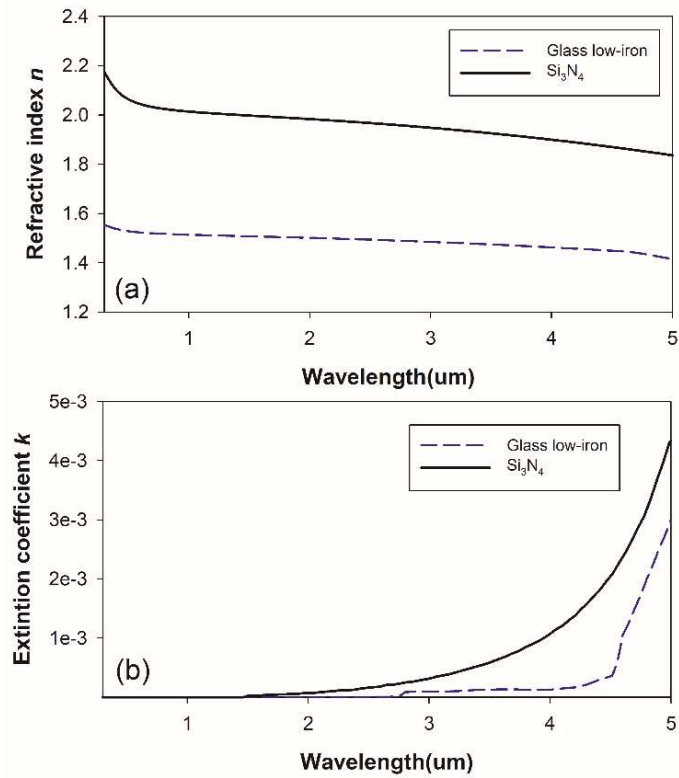 2.4
2.2
2.0
1.8
1.6
1.4
1.2
Refractive index n
Glass low-iron
Si₃N₄
(a)
1 2 3 4 5
Wavelength(um)
5e-3
4e-3
3e-3
2e-3
1e-3
Extintion coefficient k
Glass low-iron
Si₃N₄
(b)
1 2 3 4 5
Wavelength(um)